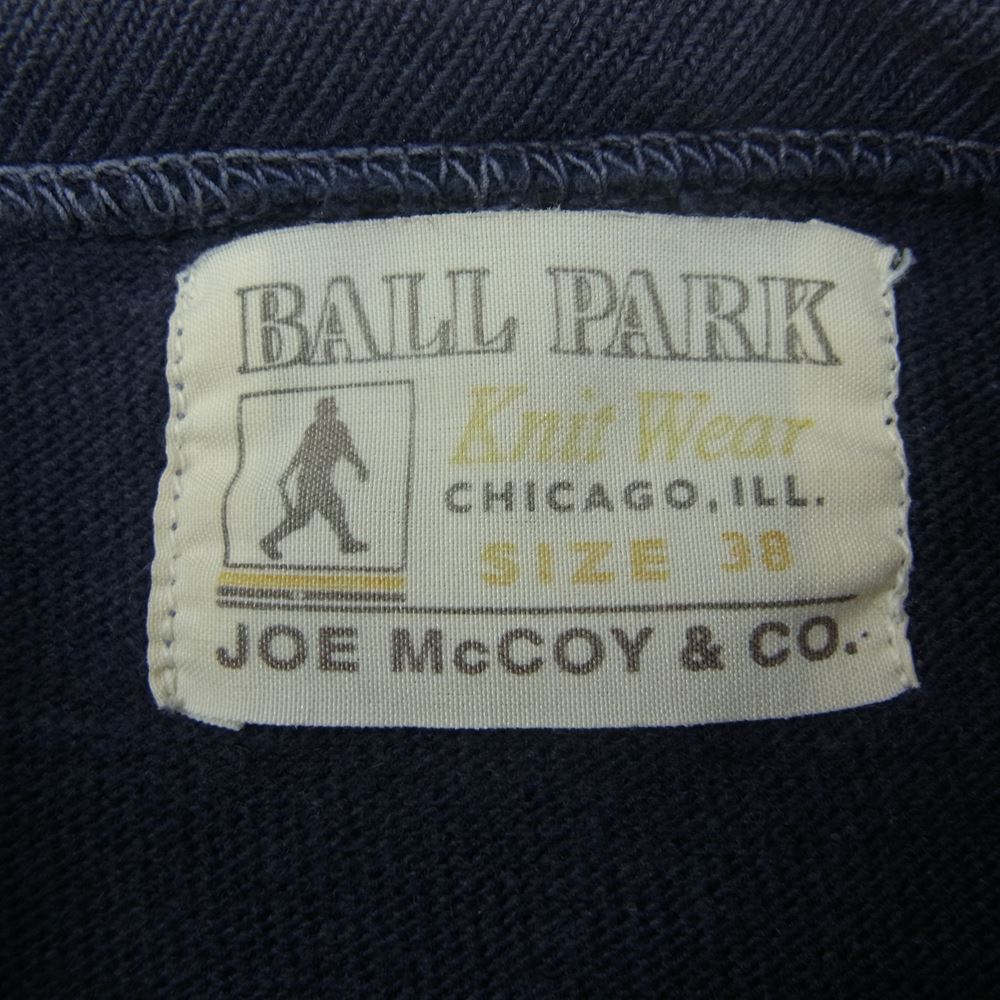 BALL PARK
Knit Wear
CHICAGO, ILL.
SIZE 38
JOE McCOY & CO.